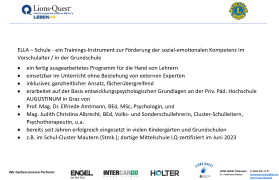 Lions-Quest
LEBEN
ELLA – Schule - ein Trainings-Instrument zur Förderung der sozial-emotionalen Kompetenz im
Vorschulalter / in der Grundschule
• ein fertig ausgearbeitetes Programm für die Hand von Lehrern
• einsetzbar im Unterricht ohne Beiziehung von externen Experten
• inklusiver, ganzheitlicher Ansatz, fächerübergreifend
• erarbeitet auf der Basis entwicklungspsychologischen Grundlagen an der Priv. Päd. Hochschule
AUGUSTINUM in Graz von
• Prof. Mag. Dr. Elfriede Amtmann, BEd, MSc, Psychologin, und
• Mag. Judith Christina Albrecht, BEd, Volks- und Sonderschullehrerin, Cluster-Schulleiterin,
Psychotherapeutin, u.a.
• bereits seit Jahren erfolgreich eingesetzt in vielen Kindergärten und Grundschulen
• z.B. im Schul-Cluster Mautern (Stmk.); dortige Mittelschule LQ-zertifiziert im Juni 2023
Wir danken unseren Partnern:
ENGEL
INTERCARGO
HOLTER